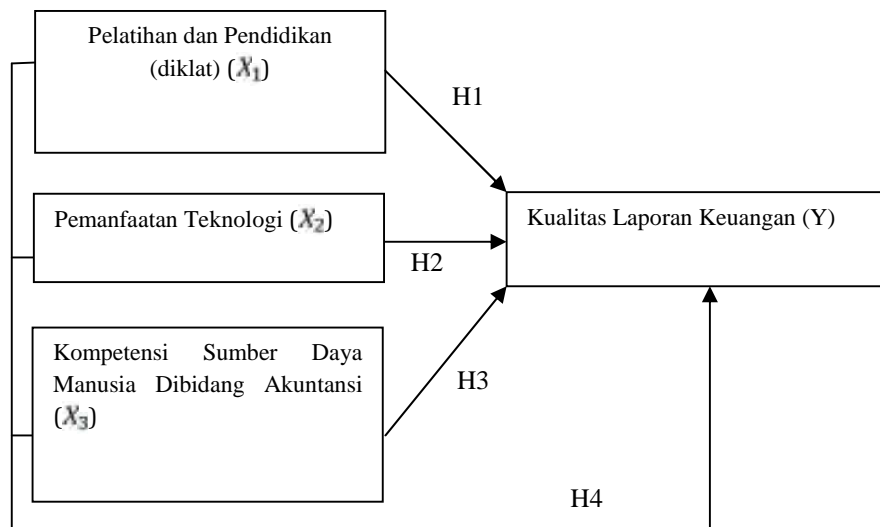 Pelatihan dan Pendidikan
(diklat) (X₁)
H1
Pemanfaatan Teknologi (X₂)
Kualitas Laporan Keuangan (Y)
H2
Kompetensi Sumber Daya
Manusia Dibidang Akuntansi
(X₃)
H3
H4